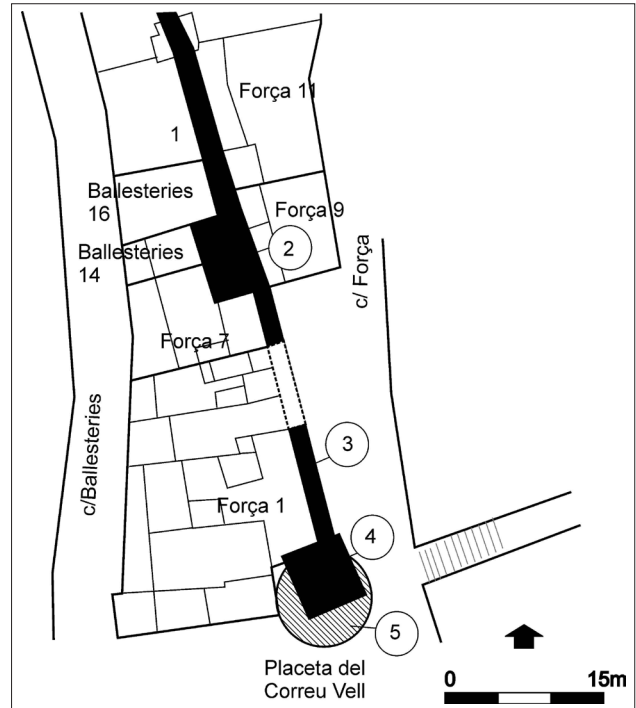 Força 11
1
Ballesteries
16
Força 9
Ballesteries
14
2
c/ Força
Força 7
c/Ballesteries
3
Força 1
4
5
Placeta del
Correu Vell
0 15m